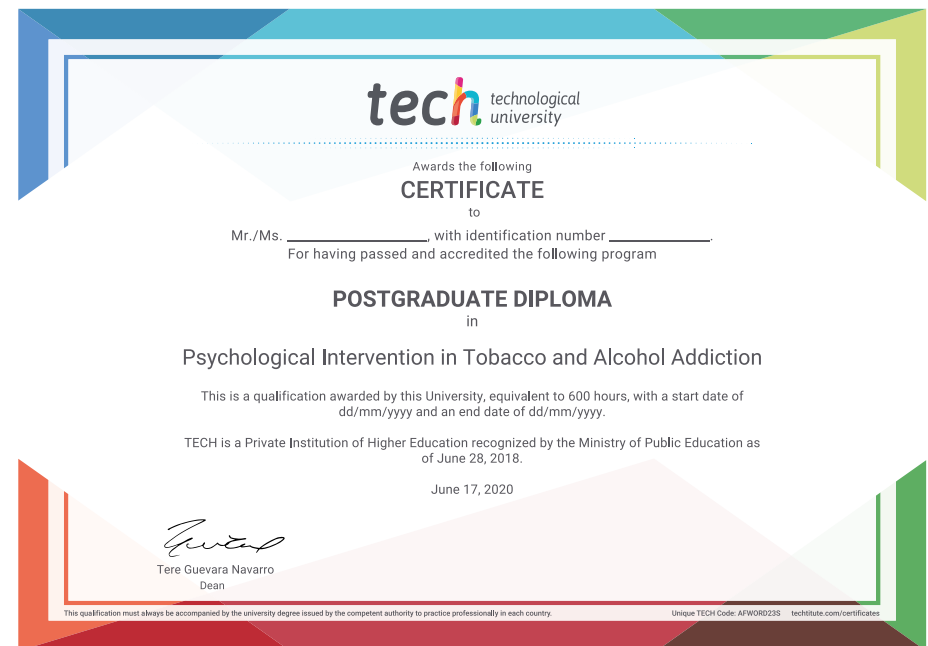 tech technological
university
Awards the following
CERTIFICATE
to
Mr./Ms. ____________________, with identification number ______________.
For having passed and accredited the following program
POSTGRADUATE DIPLOMA
in
Psychological Intervention in Tobacco and Alcohol Addiction
This is a qualification awarded by this University, equivalent to 600 hours, with a start date of
dd/mm/yyyy and an end date of dd/mm/yyyy.
TECH is a Private Institution of Higher Education recognized by the Ministry of Public Education as
of June 28, 2018.
June 17, 2020
Tere Guevara Navarro
Dean
This qualification must always be accompanied by the university degree issued by the competent authority to practice professionally in each country. Unique TECH Code: AFWORD23S techtitute.com/certificates